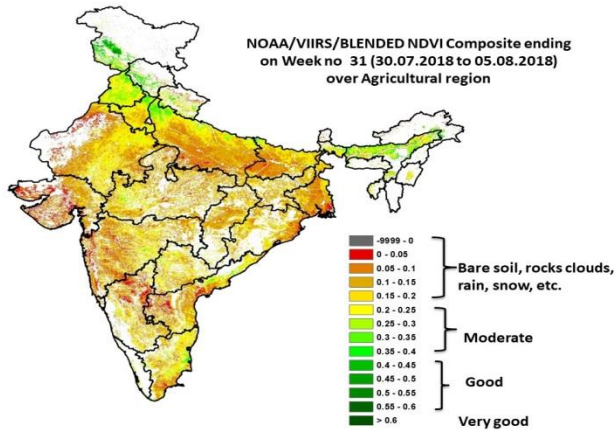 NOAA/VIIRS/BLENDED NDVI Composite ending
on Week no 31 (30.07.2018 to 05.08.2018)
over Agricultural region
-9999 - 0
0 - 0.05
0.05 - 0.1
0.1 - 0.15
0.15 - 0.2
0.2 - 0.25
0.25 - 0.3
0.3 - 0.35
0.35 - 0.4
0.4 - 0.45
0.45 - 0.5
0.5 - 0.55
0.55 - 0.6
> 0.6
Bare soil, rocks clouds,
rain, snow, etc.
Moderate
Good
Very good